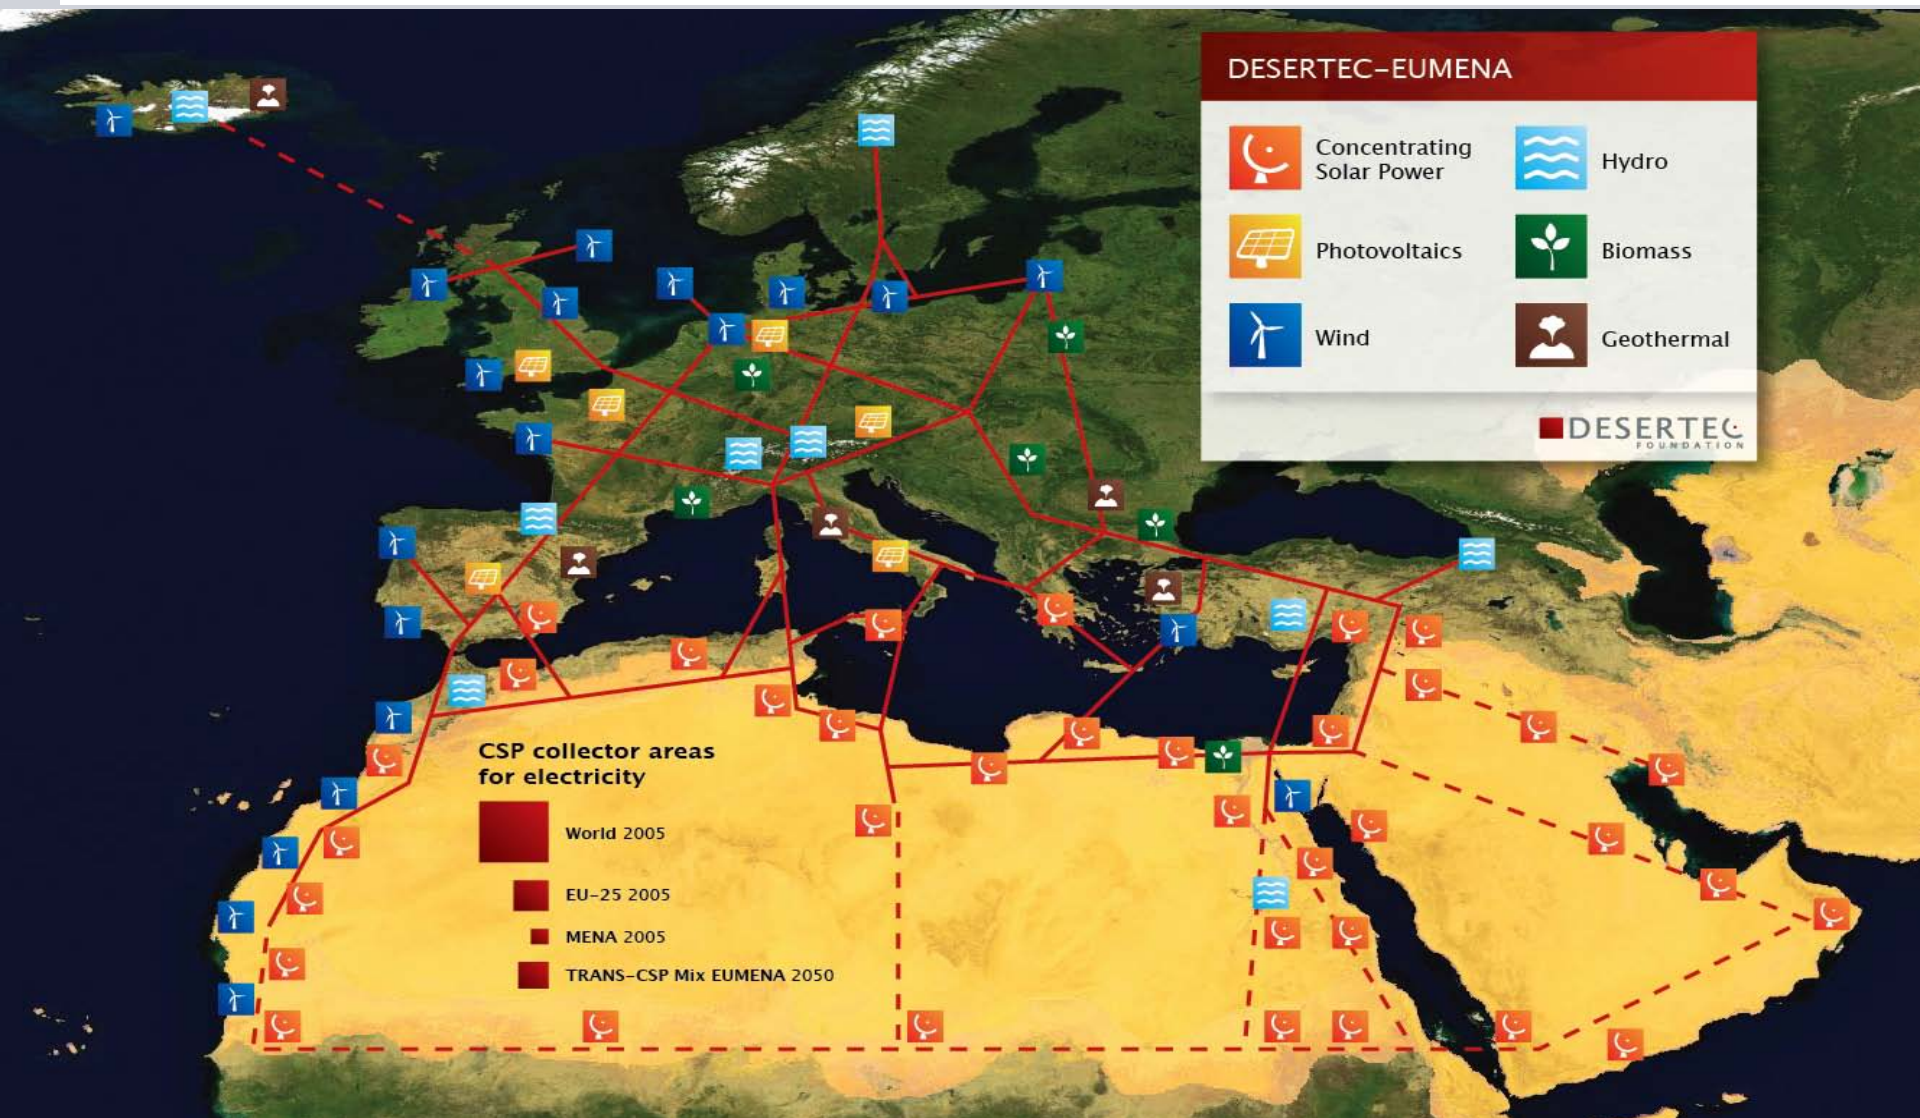 DESERTEC–EUMENA
Concentrating
Solar Power
Hydro
Photovoltaics
Biomass
Wind
Geothermal
DESERTEC
FOUNDATION
CSP collector areas
for electricity
World 2005
EU–25 2005
MENA 2005
TRANS–CSP Mix EUMENA 2050